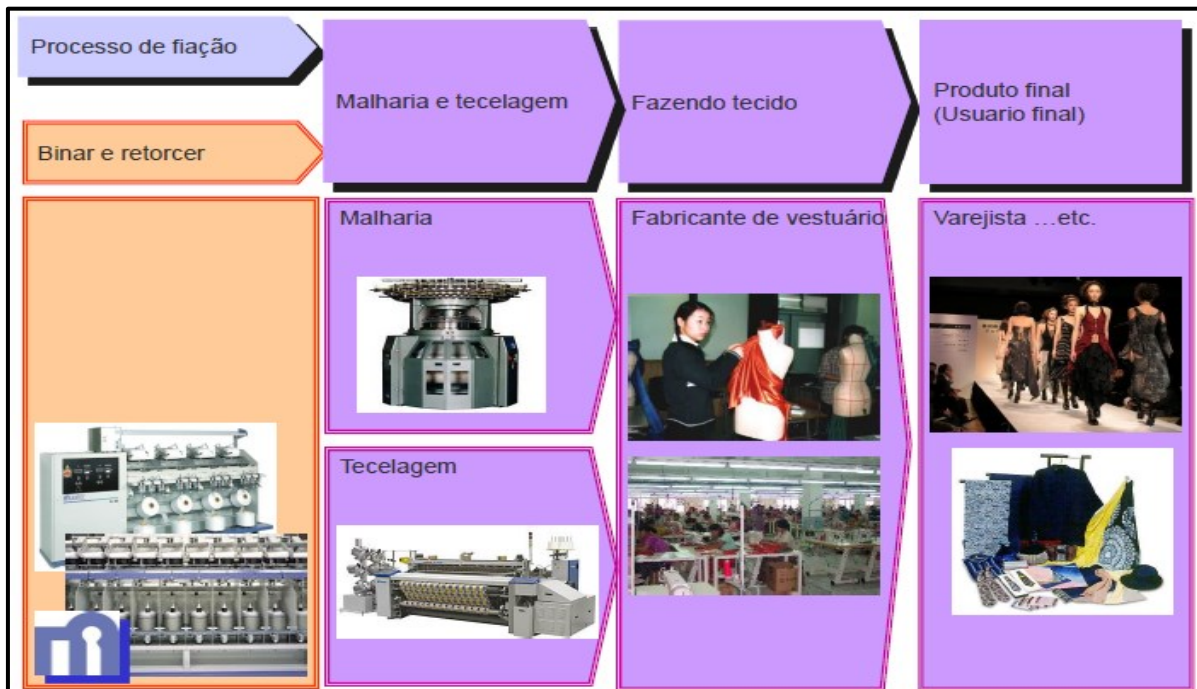 Processo de fiação
Binar e retorcer
Malharia e tecelagem
Fazendo tecido
Produto final
(Usuario final)
Malharia
Tecelagem
Fabricante de vestuário
Varejista ...etc.